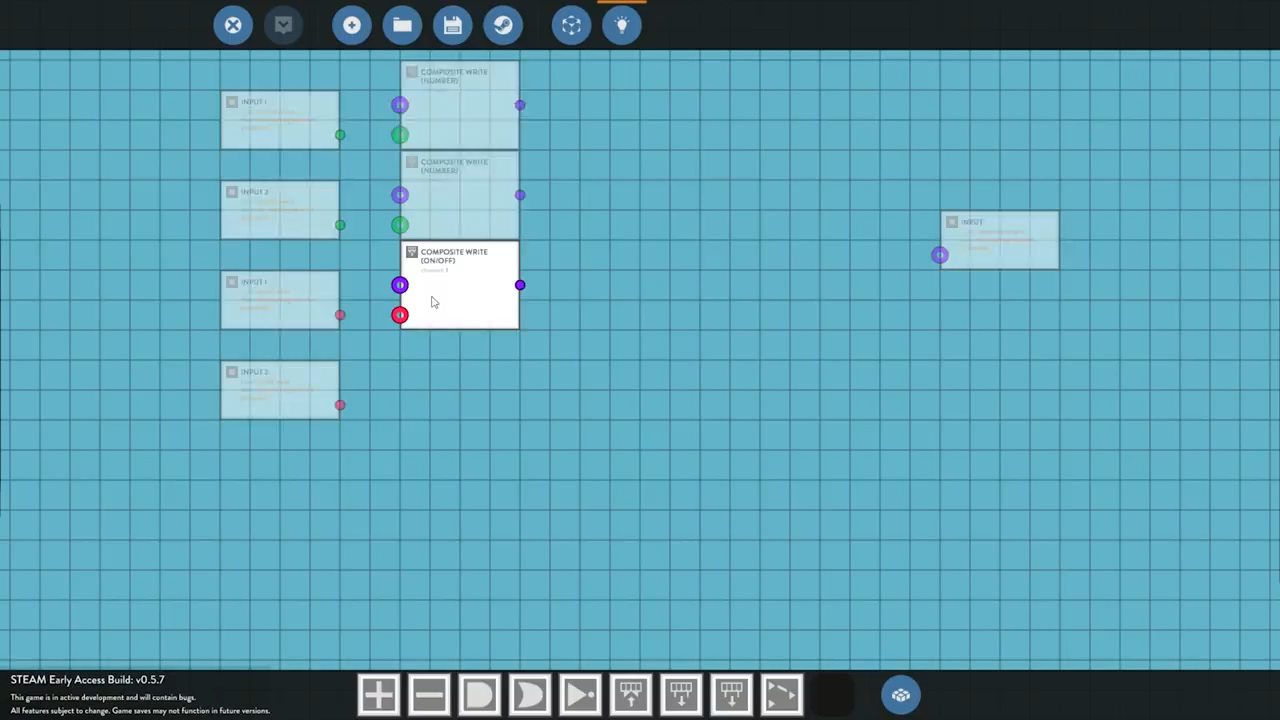 COMPOSITE WRITE
(NUMBER)
INPUT 1
COMPOSITE WRITE
(NUMBER)
INPUT 2
INPUT
COMPOSITE WRITE
(ON/OFF)
INPUT 1
INPUT 2
STEAM Early Access Build: v0.5.7
This game is in active development and will contain bugs.
All features subject to change. Game saves may not function in future versions.